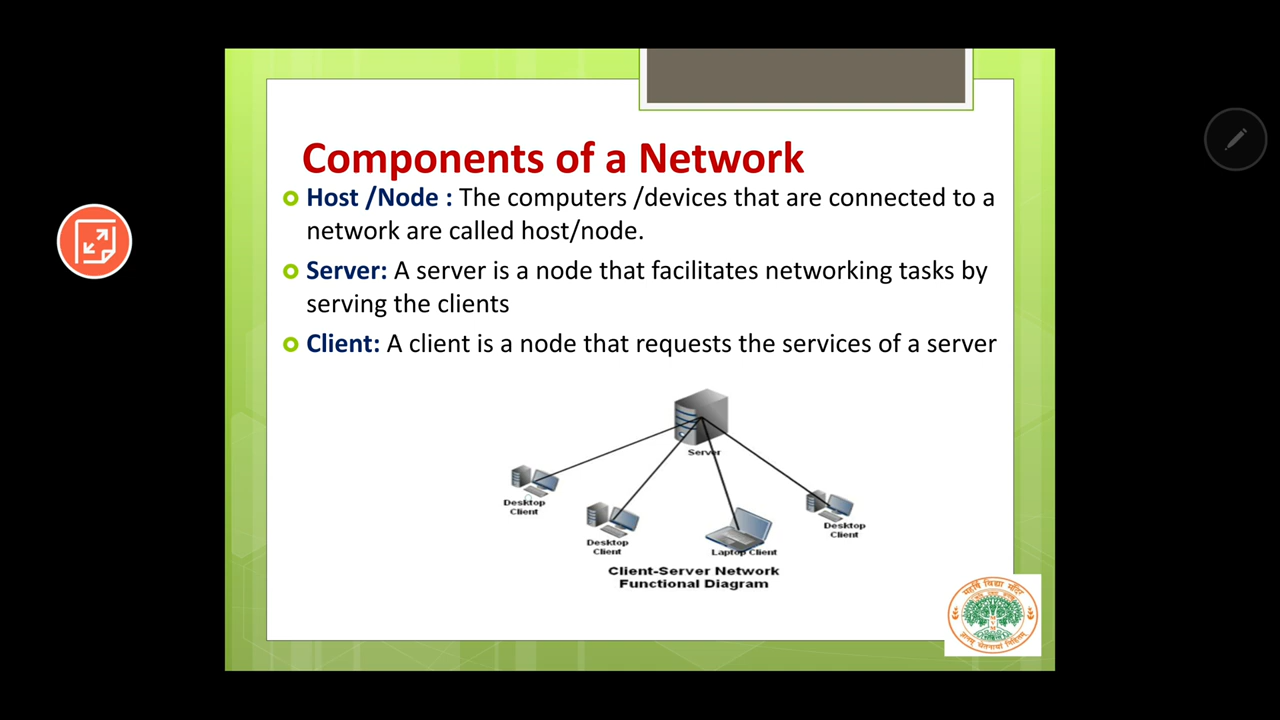 Components of a Network
Host /Node : The computers /devices that are connected to a
network are called host/node.
Server: A server is a node that facilitates networking tasks by
serving the clients
Client: A client is a node that requests the services of a server
Server
Desktop
Client
Desktop
Client
Laptop Client
Desktop
Client
Client-Server Network
Functional Diagram
महर्षि विद्या मन्दिर